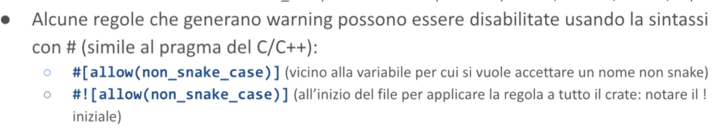 ● Alcune regole che generano warning possono essere disabilitate usando la sintassi
con # (simile al pragma del C/C++):
○ #[allow(non_snake_case)] (vicino alla variabile per cui si vuole accettare un nome non snake)
○ #![allow(non_snake_case)] (all'inizio del file per applicare la regola a tutto il crate: notare il !
iniziale)